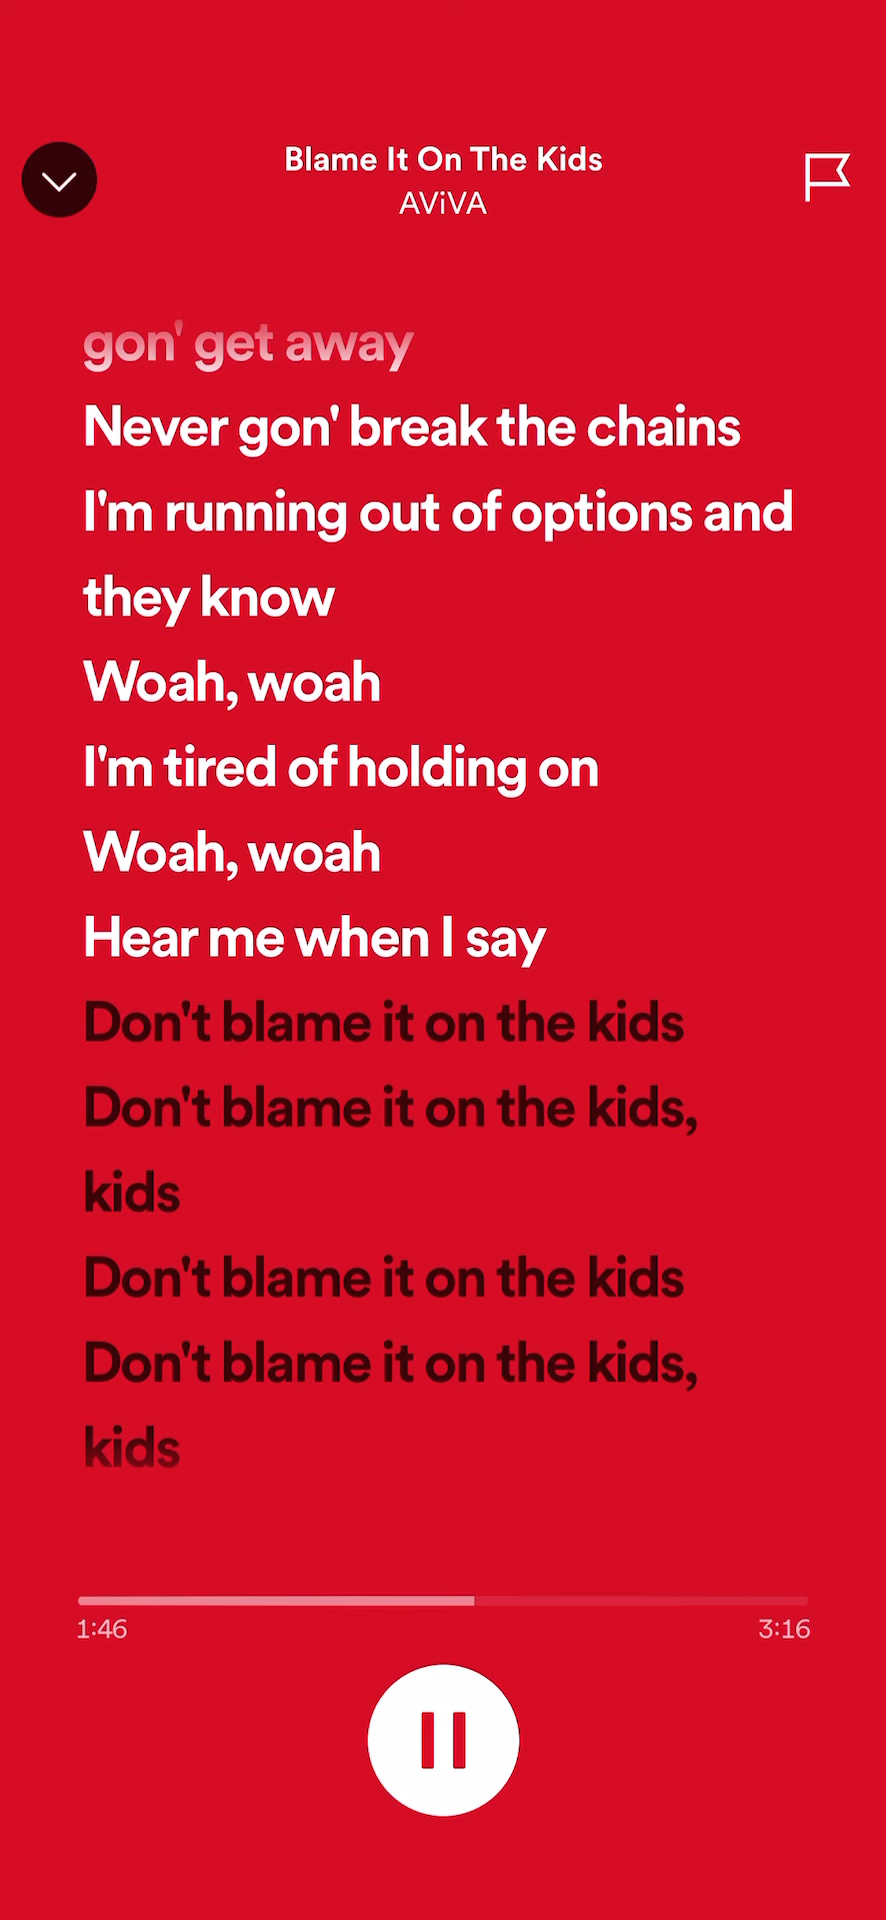 Blame It On The Kids
AViVA
gon' get away
Never gon' break the chains
I'm running out of options and
they know
Woah, woah
I'm tired of holding on
Woah, woah
Hear me when I say
Don't blame it on the kids
Don't blame it on the kids,
kids
Don't blame it on the kids
Don't blame it on the kids,
kids
1:46
3:16